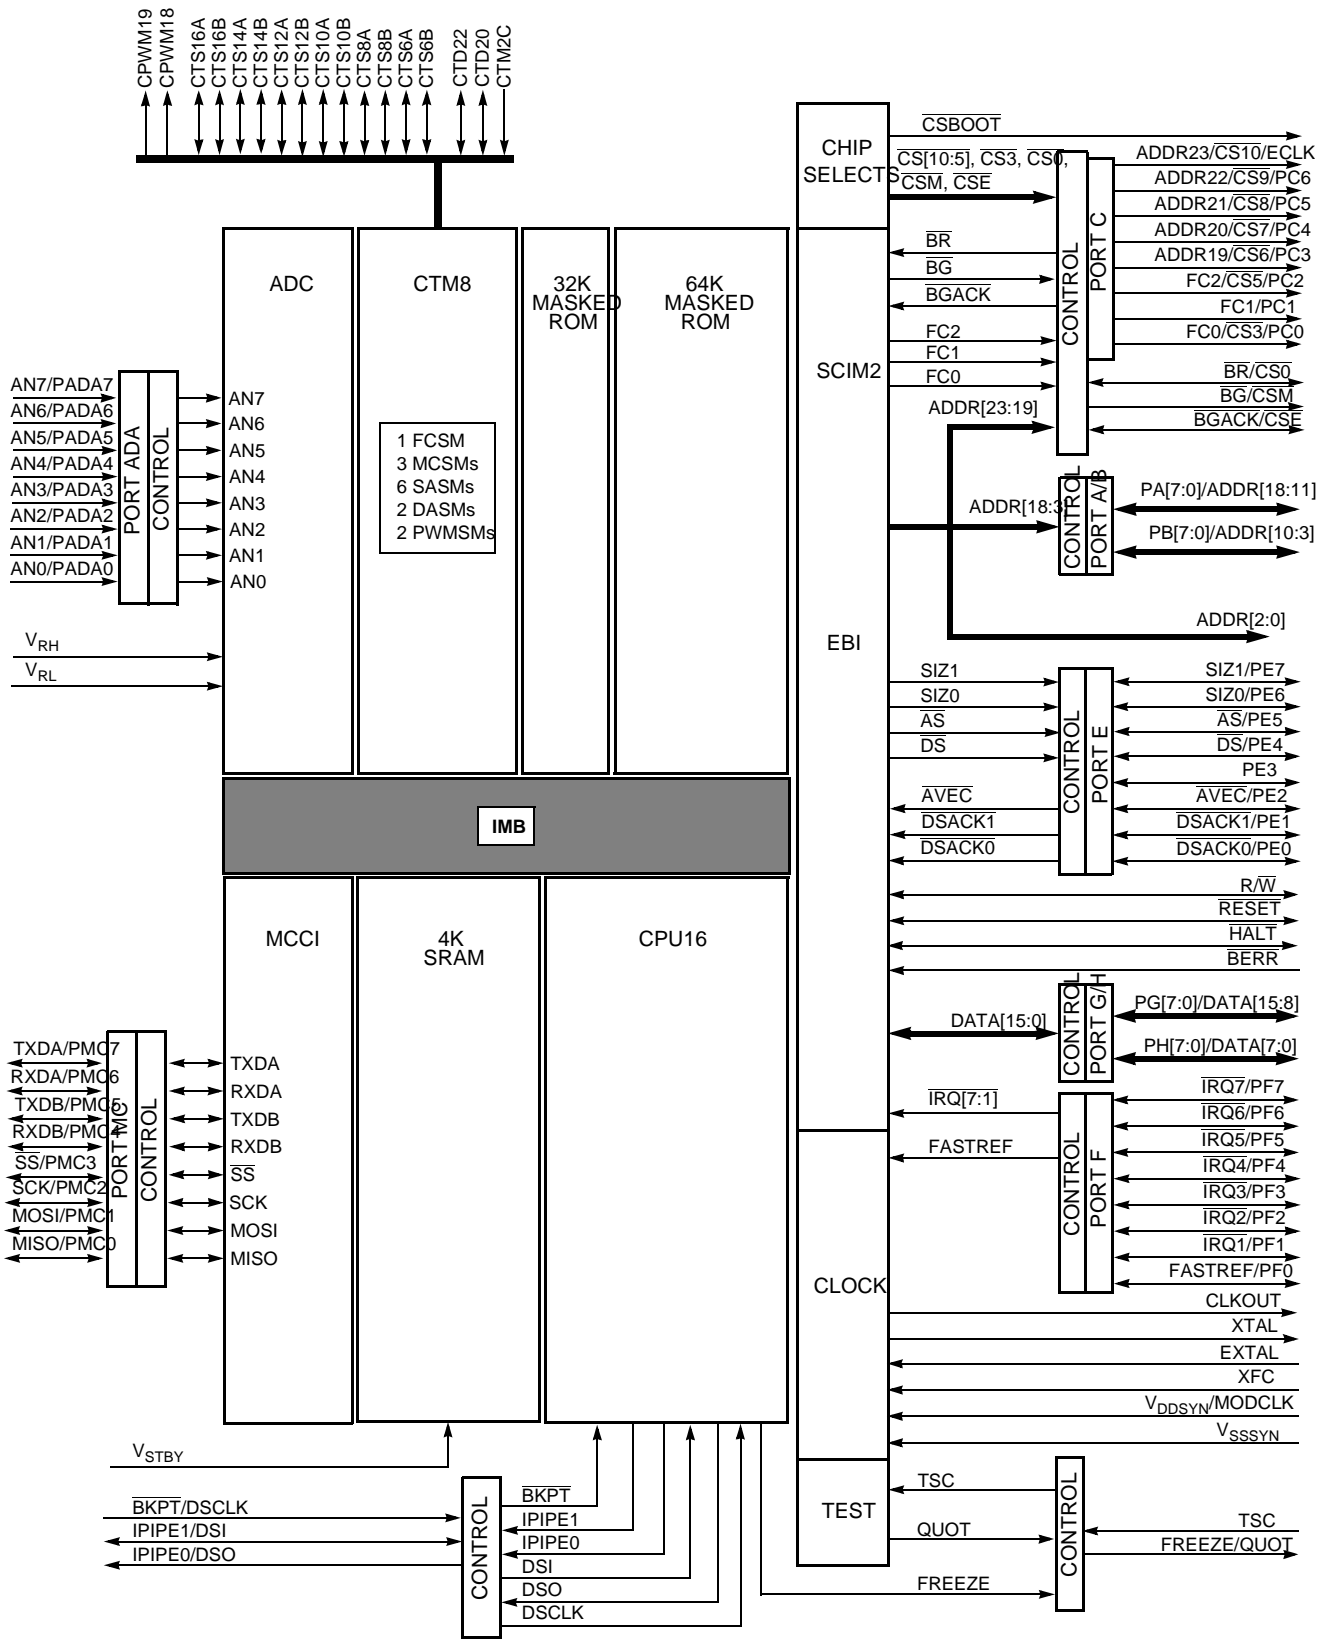 CPWM19
CPWM18
CTS16A
CTS16B
CTS14A
CTS14B
CTS12A
CTS12B
CTS10A
CTS10B
CTS8A
CTS8B
CTS6A
CTS6B
CTD22
CTD20
CTM2C
CHIP
SELECTS
CSBOOT
CS[10:5], CS3, CS0,
CSM, CSE
CONTROL
PORT C
ADDR23/CS10/ECLK
ADDR22/CS9/PC6
ADDR21/CS8/PC5
ADDR20/CS7/PC4
ADDR19/CS6/PC3
FC2/CS5/PC2
FC1/PC1
FC0/CS3/PC0
BR/CS0
BG/CSM
BGACK/CSE
BR
BG
BGACK
FC2
FC1
FC0
ADDR[23:19]
ADC
CTM8
32K
MASKED
ROM
64K
MASKED
ROM
SCIM2
1 FCSM
3 MCSMs
6 SASMs
2 DASMs
2 PWMSMs
AN7/PADA7
AN6/PADA6
AN5/PADA5
AN4/PADA4
AN3/PADA3
AN2/PADA2
AN1/PADA1
AN0/PADA0
PORT ADA
CONTROL
AN7
AN6
AN5
AN4
AN3
AN2
AN1
AN0
VRH
VRL
ADDR[18:3]
CONTROL
PORT A/B
PA[7:0]/ADDR[18:11]
PB[7:0]/ADDR[10:3]
ADDR[2:0]
EBI
SIZ1
SIZ0
AS
DS
AVEC
DSACK1
DSACK0
CONTROL
PORT E
SIZ1/PE7
SIZ0/PE6
AS/PE5
DS/PE4
PE3
AVEC/PE2
DSACK1/PE1
DSACK0/PE0
R/W
RESET
HALT
BERR
IMB
MCCI
4K
SRAM
CPU16
DATA[15:0]
CONTROL
PORT G/H
PG[7:0]/DATA[15:8]
PH[7:0]/DATA[7:0]
TXDA/PMC7
RXDA/PMC6
TXDB/PMC5
RXDB/PMC4
SS/PMC3
SCK/PMC2
MOSI/PMC1
MISO/PMC0
PORT MC
CONTROL
TXDA
RXDA
TXDB
RXDB
SS
SCK
MOSI
MISO
IRQ[7:1]
FASTREF
CONTROL
PORT F
IRQ7/PF7
IRQ6/PF6
IRQ5/PF5
IRQ4/PF4
IRQ3/PF3
IRQ2/PF2
IRQ1/PF1
FASTREF/PF0
CLOCK
CLKOUT
XTAL
EXTAL
XFC
VDDSYN/MODCLK
VSSSYN
VSTBY
BKPT/DSCLK
IPIPE1/DSI
IPIPE0/DSO
CONTROL
BKPT
IPIPE1
IPIPE0
DSI
DSO
DSCLK
TEST
TSC
QUOT
FREEZE
CONTROL
TSC
FREEZE/QUOT